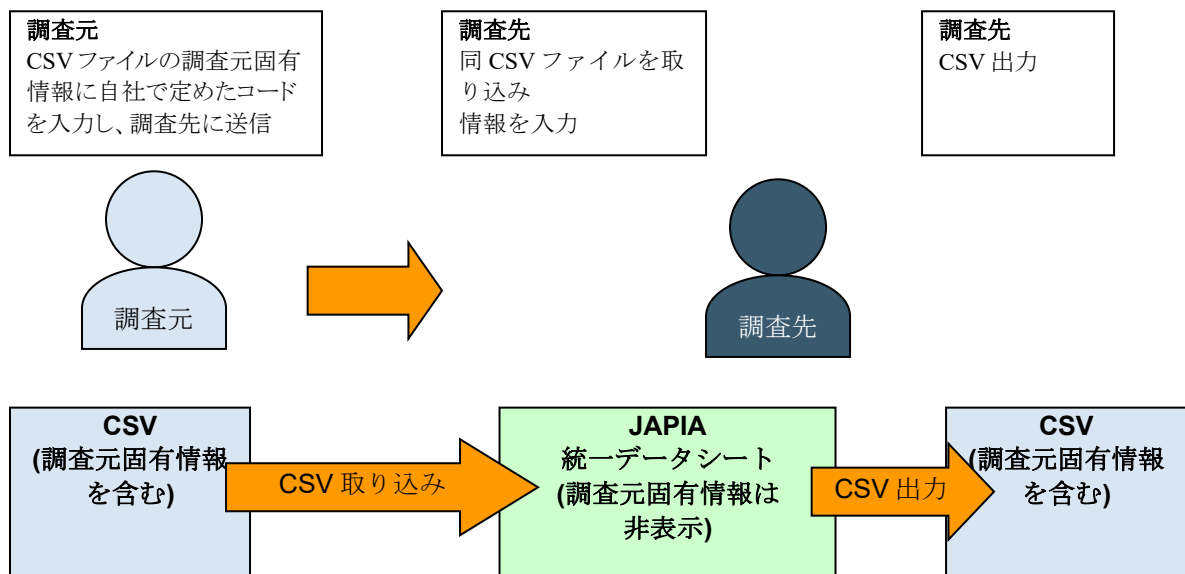 調査元
CSVファイルの調査元固有
情報に自社で定めたコード
を入力し、調査先に送信
調査先
同CSVファイルを取
り込み
情報を入力
調査先
CSV出力
調査元
調査先
CSV
(調査元固有情報
を含む)
CSV取り込み
JAPIA
統一データシート
(調査元固有情報は
非表示)
CSV出力
CSV
(調査元固有情報
を含む)